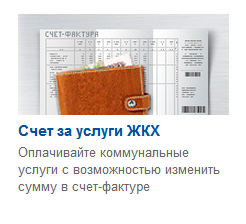 СЧЕТ-ФАКТУРА
Счет за услуги ЖКХ
Оплачивайте коммунальные
услуги с возможностью изменить
сумму в счет-фактуре